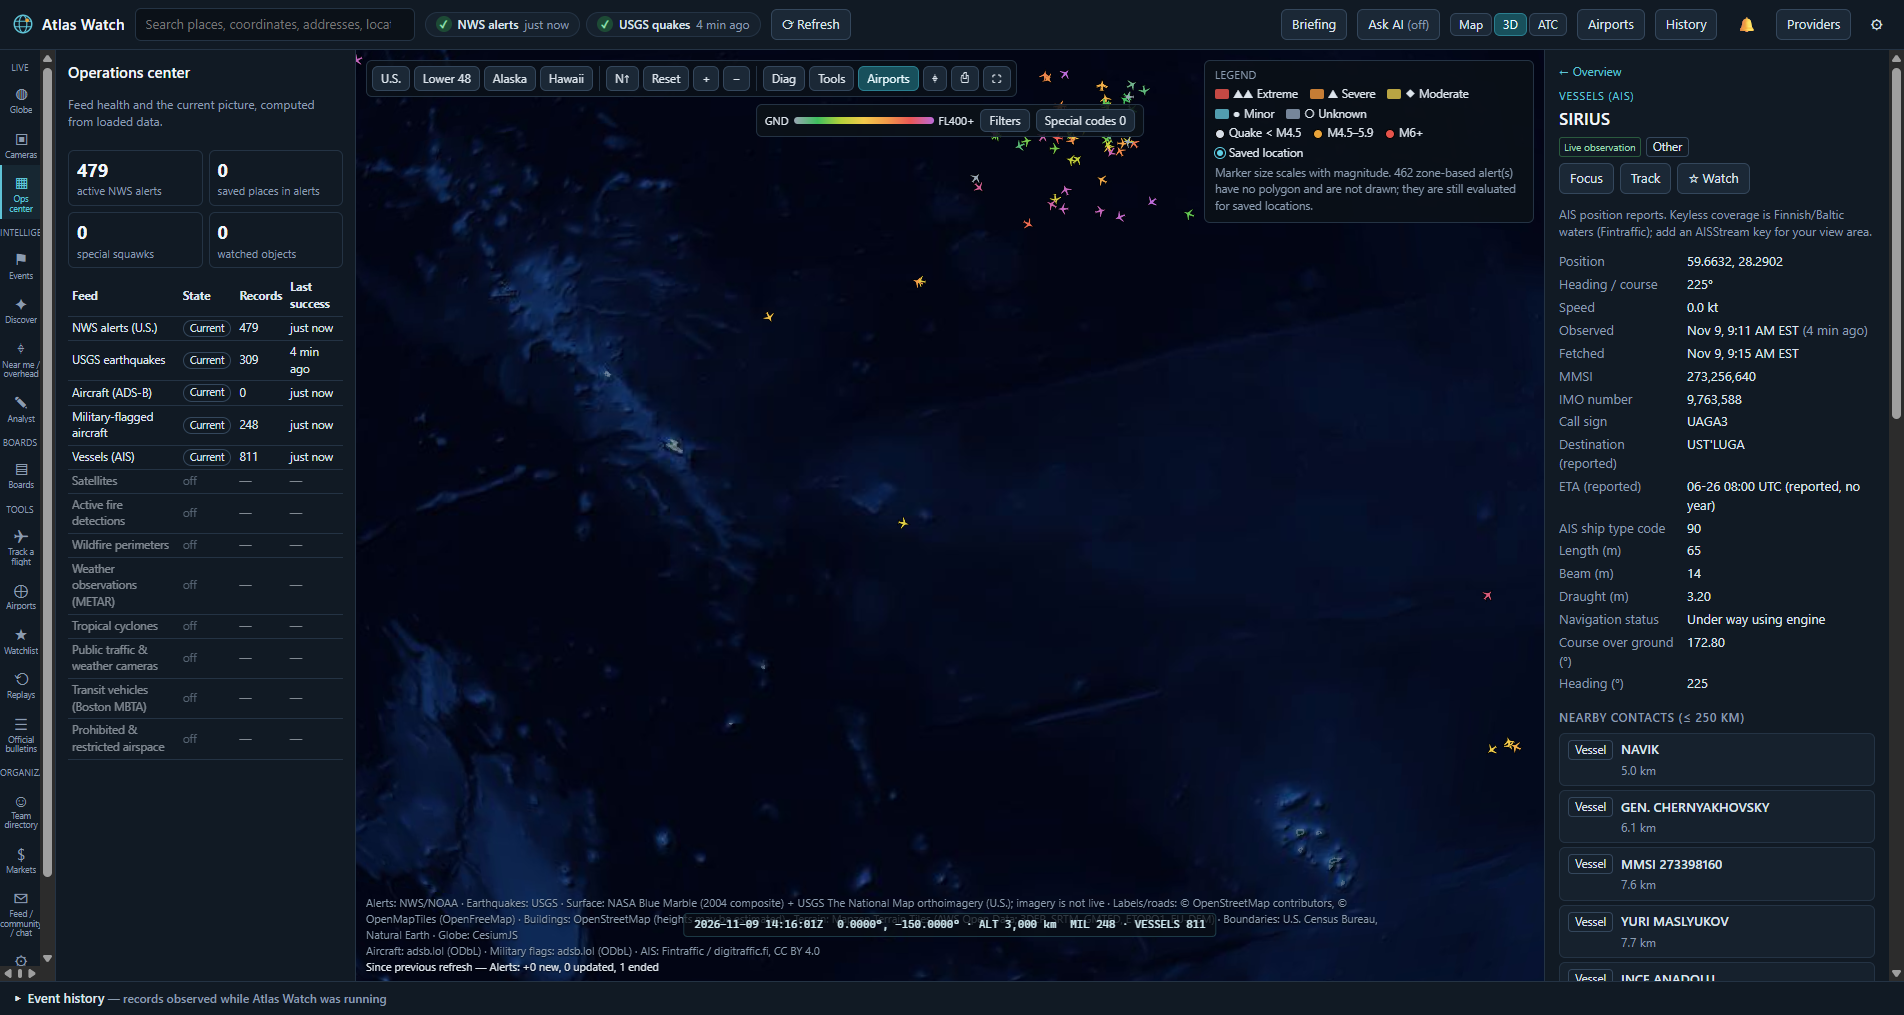 Atlas Watch
Search places, coordinates, addresses, loca
✓ NWS alerts just now
✓ USGS quakes 4 min ago
⟳ Refresh
Briefing
Ask AI (off)
Map 3D ATC
Airports
History
Providers
LIVE
Globe
Cameras
Ops
center
INTELLIGE
Events
Discover
Near me /
overhead
Analyst
BOARDS
Boards
TOOLS
Track a
flight
Airports
Watchlist
Replays
Official
bulletins
ORGANIZ
Team
directory
Markets
Feed /
community
/ chat
Operations center
Feed health and the current picture, computed
from loaded data.
479
active NWS alerts
0
saved places in alerts
0
special squawks
0
watched objects
Feed State Records Last
success
NWS alerts (U.S.) Current 479 just now
USGS earthquakes Current 309 4 min
ago
Aircraft (ADS-B) Current 0 just now
Military-flagged
aircraft Current 248 just now
Vessels (AIS) Current 811 just now
Satellites off — —
Active fire
detections off — —
Wildfire perimeters off — —
Weather
observations
(METAR) off — —
Tropical cyclones off — —
Public traffic &
weather cameras off — —
Transit vehicles
(Boston MBTA) off — —
Prohibited &
restricted airspace off — —
U.S. Lower 48 Alaska Hawaii N↑ Reset + − Diag Tools Airports
GND FL400+ Filters Special codes 0
LEGEND
▲▲ Extreme ▲ Severe ◆ Moderate
● Minor O Unknown
Quake < M4.5 M4.5–5.9 M6+
Saved location
Marker size scales with magnitude. 462 zone-based alert(s)
have no polygon and are not drawn; they are still evaluated
for saved locations.
Alerts: NWS/NOAA · Earthquakes: USGS · Surface: NASA Blue Marble (2004 composite) + USGS The National Map orthoimagery (U.S.); imagery is not live · Labels/roads: © OpenStreetMap contributors, ©
OpenMapTiles (OpenFreeMap) · Buildings: OpenStreetMap (heights · Boundaries: U.S. Census Bureau,
Natural Earth · Globe: CesiumJS
2026-11-09 14:16:01Z 0.0000°, −150.0000° · ALT 3,000 km MIL 248 · VESSELS 811
Aircraft: adsb.lol (ODbL) · Military flags: adsb.lol (ODbL) · AIS: Fintraffic / digitraffic.fi, CC BY 4.0
Since previous refresh — Alerts: +0 new, 0 updated, 1 ended
← Overview
VESSELS (AIS)
SIRIUS
Live observation Other
Focus Track ☆ Watch
AIS position reports. Keyless coverage is Finnish/Baltic
waters (Fintraffic); add an AISStream key for your view area.
Position 59.6632, 28.2902
Heading / course 225°
Speed 0.0 kt
Observed Nov 9, 9:11 AM EST (4 min ago)
Fetched Nov 9, 9:15 AM EST
MMSI 273,256,640
IMO number 9,763,588
Call sign UAGA3
Destination
(reported) UST'LUGA
ETA (reported) 06-26 08:00 UTC (reported, no
year)
AIS ship type code 90
Length (m) 65
Beam (m) 14
Draught (m) 3.20
Navigation status Under way using engine
Course over ground
(°) 172.80
Heading (°) 225
NEARBY CONTACTS (≤ 250 KM)
Vessel NAVIK
5.0 km
Vessel GEN. CHERNYAKHOVSKY
6.1 km
Vessel MMSI 273398160
7.6 km
Vessel YURI MASLYUKOV
7.7 km
Vessel INCE ANADOLU
▸ Event history — records observed while Atlas Watch was running